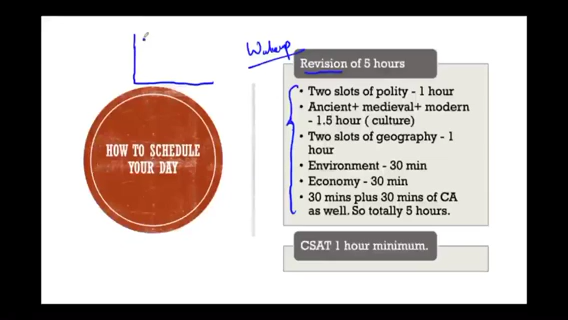 Wakeup
Revision of 5 hours
• Two slots of polity - 1 hour
• Ancient+ medieval+ modern
- 1.5 hour ( culture)
• Two slots of geography - 1
hour
• Environment - 30 min
• Economy - 30 min
• 30 mins plus 30 mins of CA
as well. So totally 5 hours.
CSAT 1 hour minimum.
HOW TO SCHEDULE
YOUR DAY